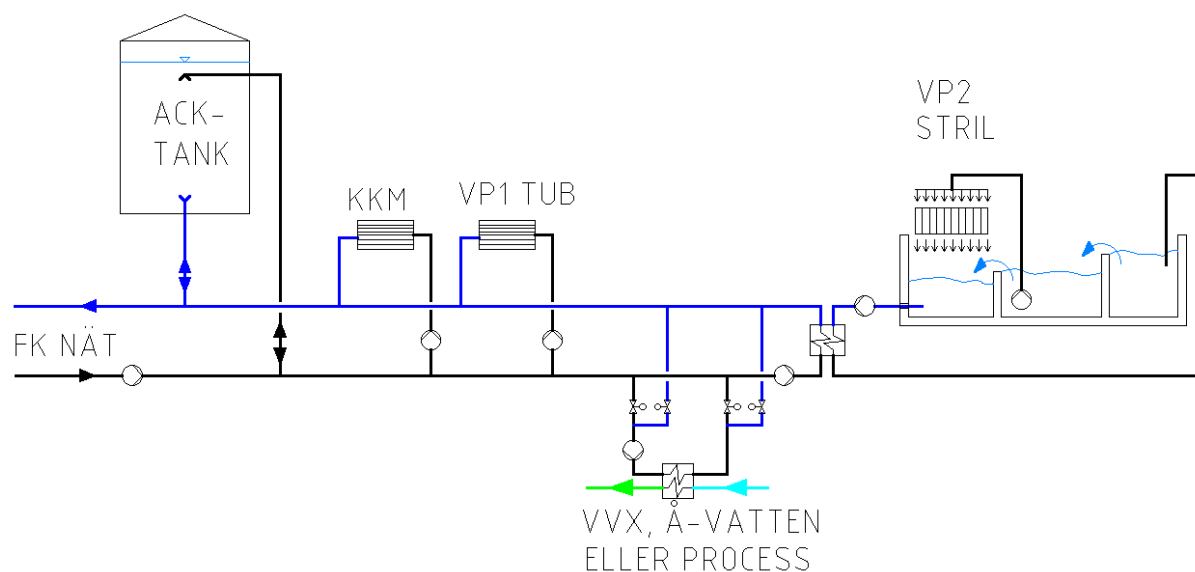 ACK-
TANK
KKM
VP1 TUB
VP2
STRIL
FK NÄT
VVX, Å-VATTEN
ELLER PROCESS